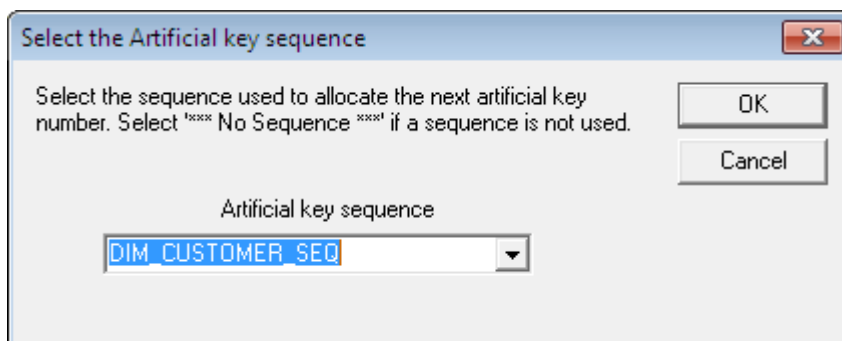 Select the Artificial key sequence
Select the sequence used to allocate the next artificial key
number. Select '*** No Sequence ***' if a sequence is not used.
OK
Cancel
Artificial key sequence
DIM_CUSTOMER_SEQ